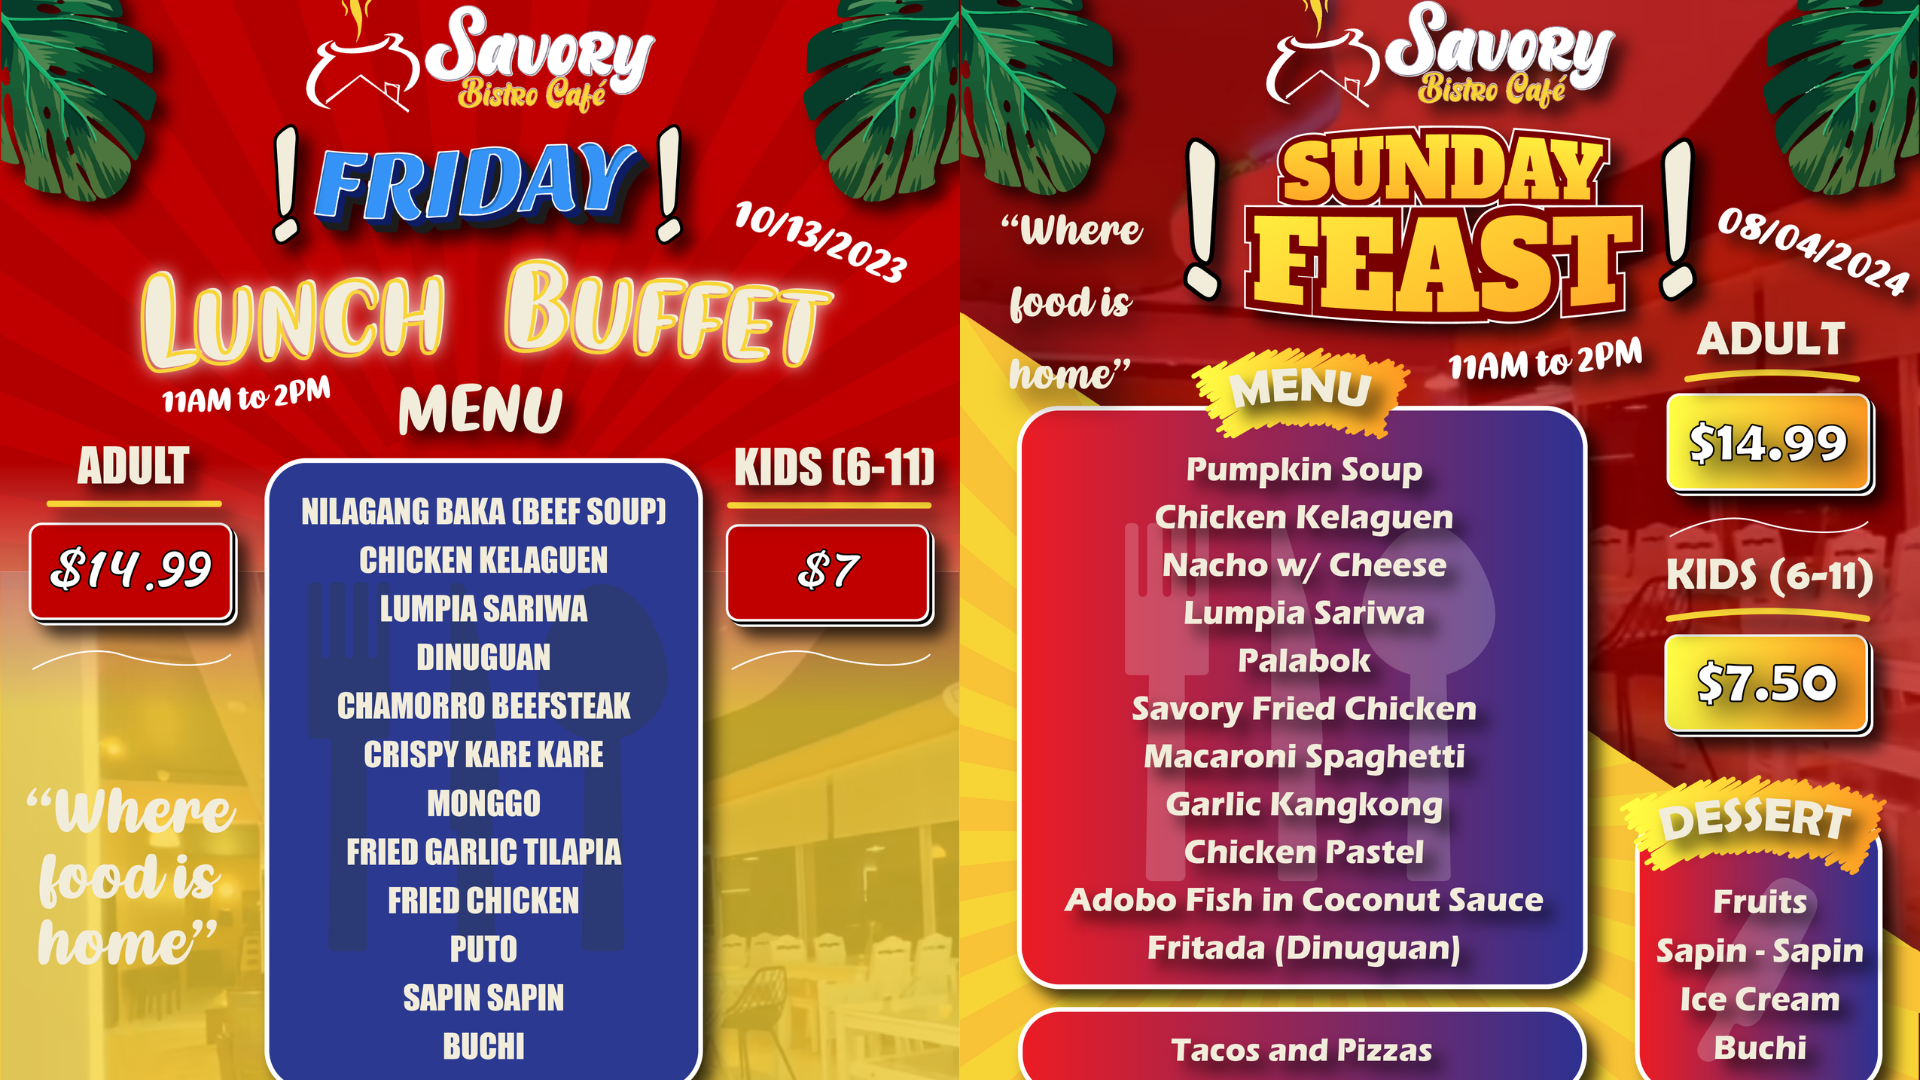 Savory
Bistro Café
! FRIDAY !
10/13/2023
LUNCH BUFFET
11AM to 2PM
MENU
ADULT
$14.99
KIDS (6-11)
$7
NILAGANG BAKA (BEEF SOUP)
CHICKEN KELAGUEN
LUMPIA SARIWA
DINUGUAN
CHAMORRO BEEFSTEAK
CRISPY KARE KARE
MONGGO
FRIED GARLIC TILAPIA
FRIED CHICKEN
PUTO
SAPIN SAPIN
BUCHI
“Where
food is
home”
Savory
Bistro Café
! SUNDAY
FEAST !
08/04/2024
“Where
food is
home”
11AM to 2PM
MENU
Pumpkin Soup
Chicken Kelaguen
Nacho w/ Cheese
Lumpia Sariwa
Palabok
Savory Fried Chicken
Macaroni Spaghetti
Garlic Kangkong
Chicken Pastel
Adobo Fish in Coconut Sauce
Fritada (Dinuguan)
Tacos and Pizzas
ADULT
$14.99
KIDS (6-11)
$7.50
DESSERT
Fruits
Sapin - Sapin
Ice Cream
Buchi